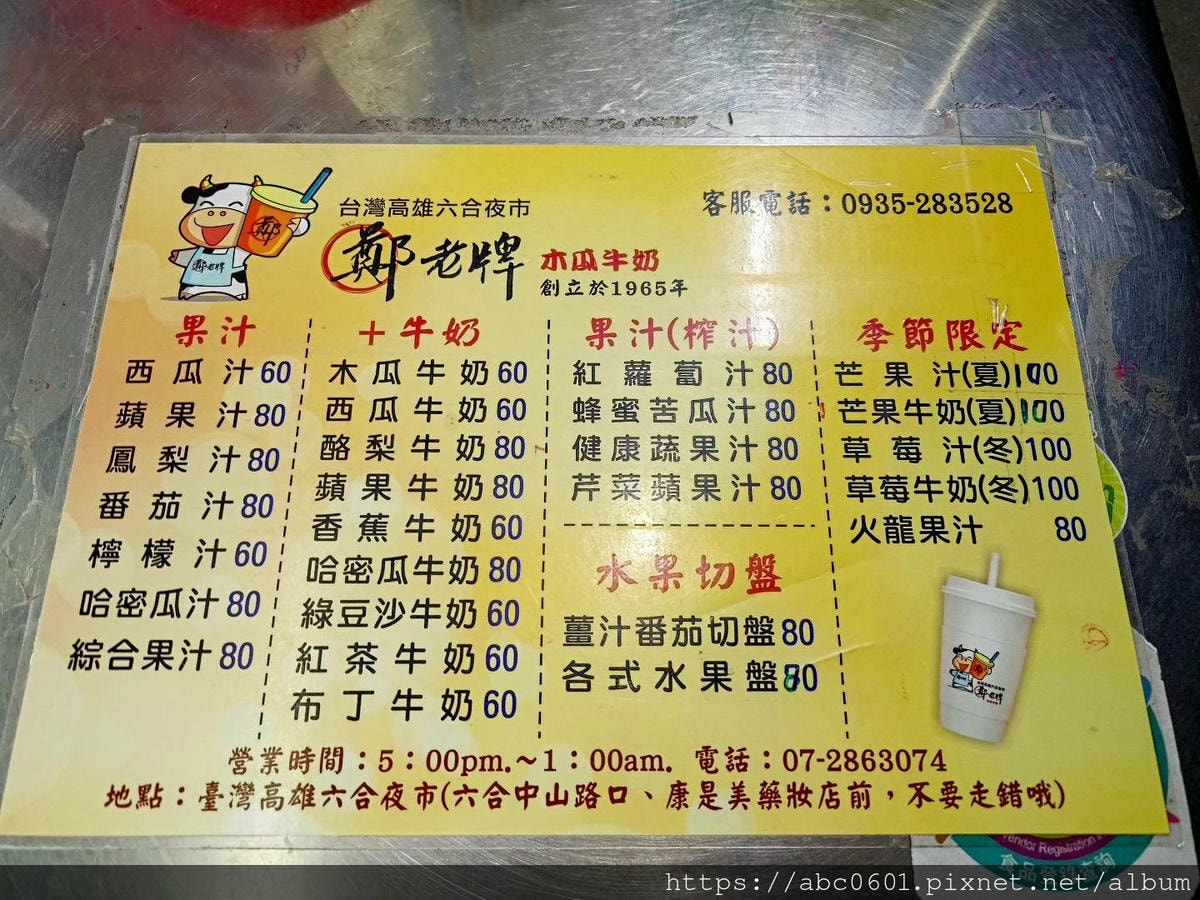 台灣高雄六合夜市
客服電話：0935-283528
鄭老牌 木瓜牛奶
創立於1965年
果汁
西瓜汁60
蘋果汁80
鳳梨汁80
番茄汁80
檸檬汁60
哈密瓜汁80
綜合果汁80
＋牛奶
木瓜牛奶60
西瓜牛奶60
酪梨牛奶80
蘋果牛奶80
香蕉牛奶60
哈密瓜牛奶80
綠豆沙牛奶60
紅茶牛奶60
布丁牛奶60
果汁(榨汁)
紅蘿蔔汁80
蜂蜜苦瓜汁80
健康蔬果汁80
芹菜蘋果汁80
水果切盤
薑汁番茄切盤80
各式水果盤80
季節限定
芒果汁(夏)100
芒果牛奶(夏)100
草莓汁(冬)100
草莓牛奶(冬)100
火龍果汁 80
鄭老牌
營業時間：5：00pm.~1：00am. 電話：07-2863074
地點：臺灣高雄六合夜市(六合中山路口、康是美藥妝店前，不要走錯哦)
Vendor Registration
https://abc0601.pixnet.net/album